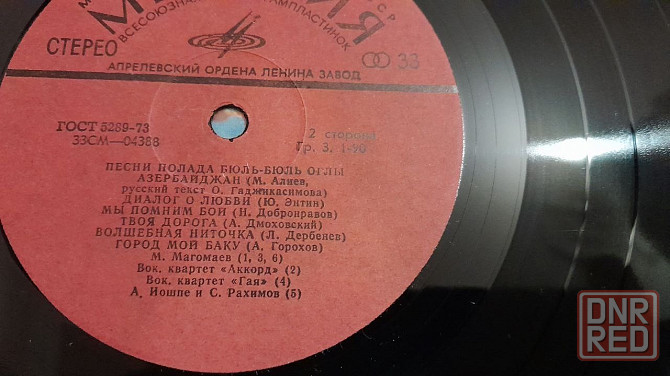 СТЕРЕО
33
АПРЕЛЕВСКИЙ ОРДЕНА ЛЕНИНА ЗАВОД
ГОСТ 5289-73
33СМ—04388
2 сторона
Гр. 3. 1-90
ПЕСНИ ПОЛАДА БЮЛЬ-БЮЛЬ ОГЛЫ
АЗЕРБАЙДЖАН (М. Алиев,
русский текст О. Гаджикасимова)
ДИАЛОГ О ЛЮБВИ (Ю. Энтин)
МЫ ПОМНИМ БОИ (Н. Добронравов)
ТВОЯ ДОРОГА (А. Дмоховский)
ВОЛШЕБНАЯ НИТОЧКА (Л. Дербенев)
ГОРОД МОЙ БАКУ (А. Горохов)
М. Магомаев (1, 3, 6)
Вок. квартет «Аккорд» (2)
Вок. квартет «Гая» (4)
А. Иошпе и С. Рахимов (5)
DNR
RED